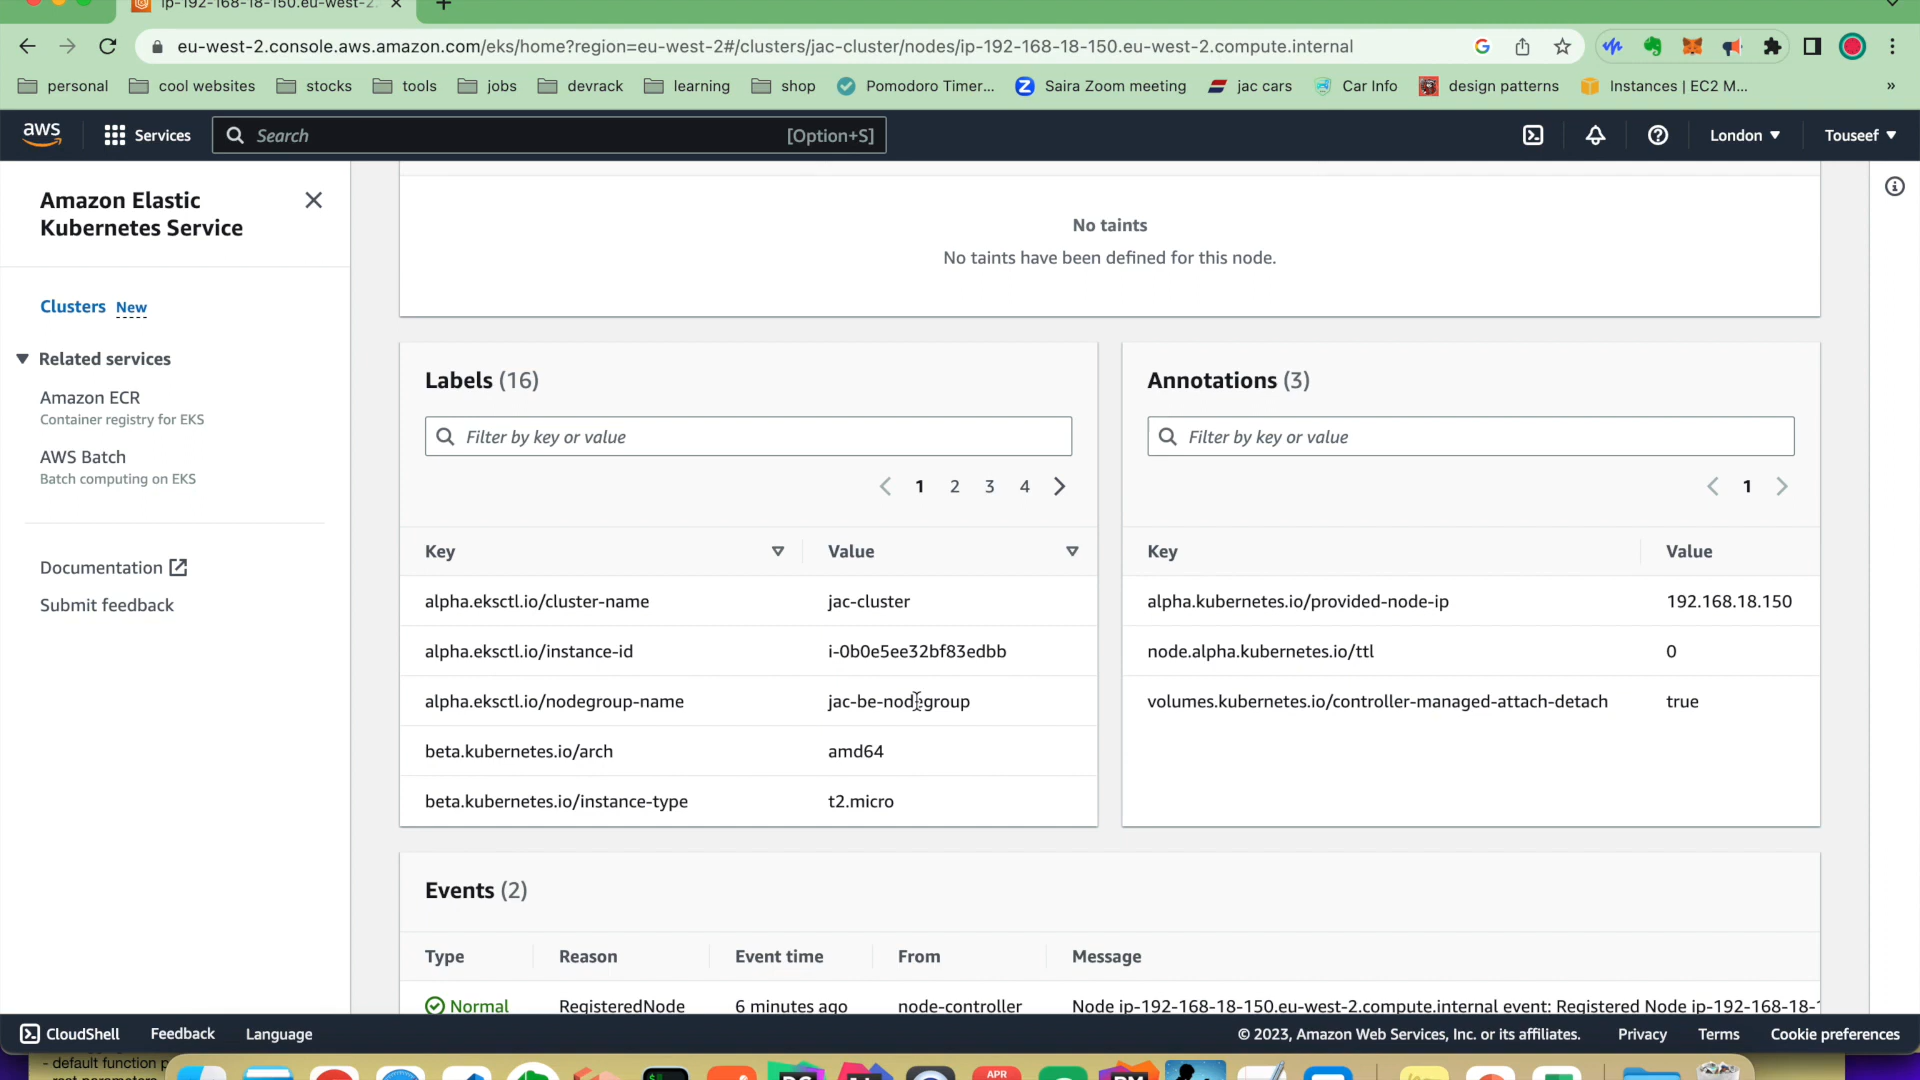 ip-192-168-18-150.eu-west-2.
eu-west-2.console.aws.amazon.com/eks/home?region=eu-west-2#/clusters/jac-cluster/nodes/ip-192-168-18-150.eu-west-2.compute.internal
personal cool websites stocks tools jobs devrack learning shop Pomodoro Timer... Saira Zoom meeting jac cars Car Info design patterns Instances | EC2 M... »
aws Services Search [Option+S] London Touseef
Amazon Elastic
Kubernetes Service
Clusters New
Related services
Amazon ECR
Container registry for EKS
AWS Batch
Batch computing on EKS
Documentation
Submit feedback
No taints
No taints have been defined for this node.
Labels (16)
Filter by key or value
1 2 3 4
Key Value
alpha.eksctl.io/cluster-name jac-cluster
alpha.eksctl.io/instance-id i-0b0e5ee32bf83edbb
alpha.eksctl.io/nodegroup-name jac-be-nodegroup
beta.kubernetes.io/arch amd64
beta.kubernetes.io/instance-type t2.micro
Annotations (3)
Filter by key or value
1
Key Value
alpha.kubernetes.io/provided-node-ip 192.168.18.150
node.alpha.kubernetes.io/ttl 0
volumes.kubernetes.io/controller-managed-attach-detach true
Events (2)
Type Reason Event time From Message
Normal RegisteredNode 6 minutes ago node-controller Node ip-192-168-18-150.eu-west-2.compute.internal event: Registered Node ip-192-168-18-1
CloudShell Feedback Language © 2023, Amazon Web Services, Inc. or its affiliates. Privacy Terms Cookie preferences
- default function p
APR